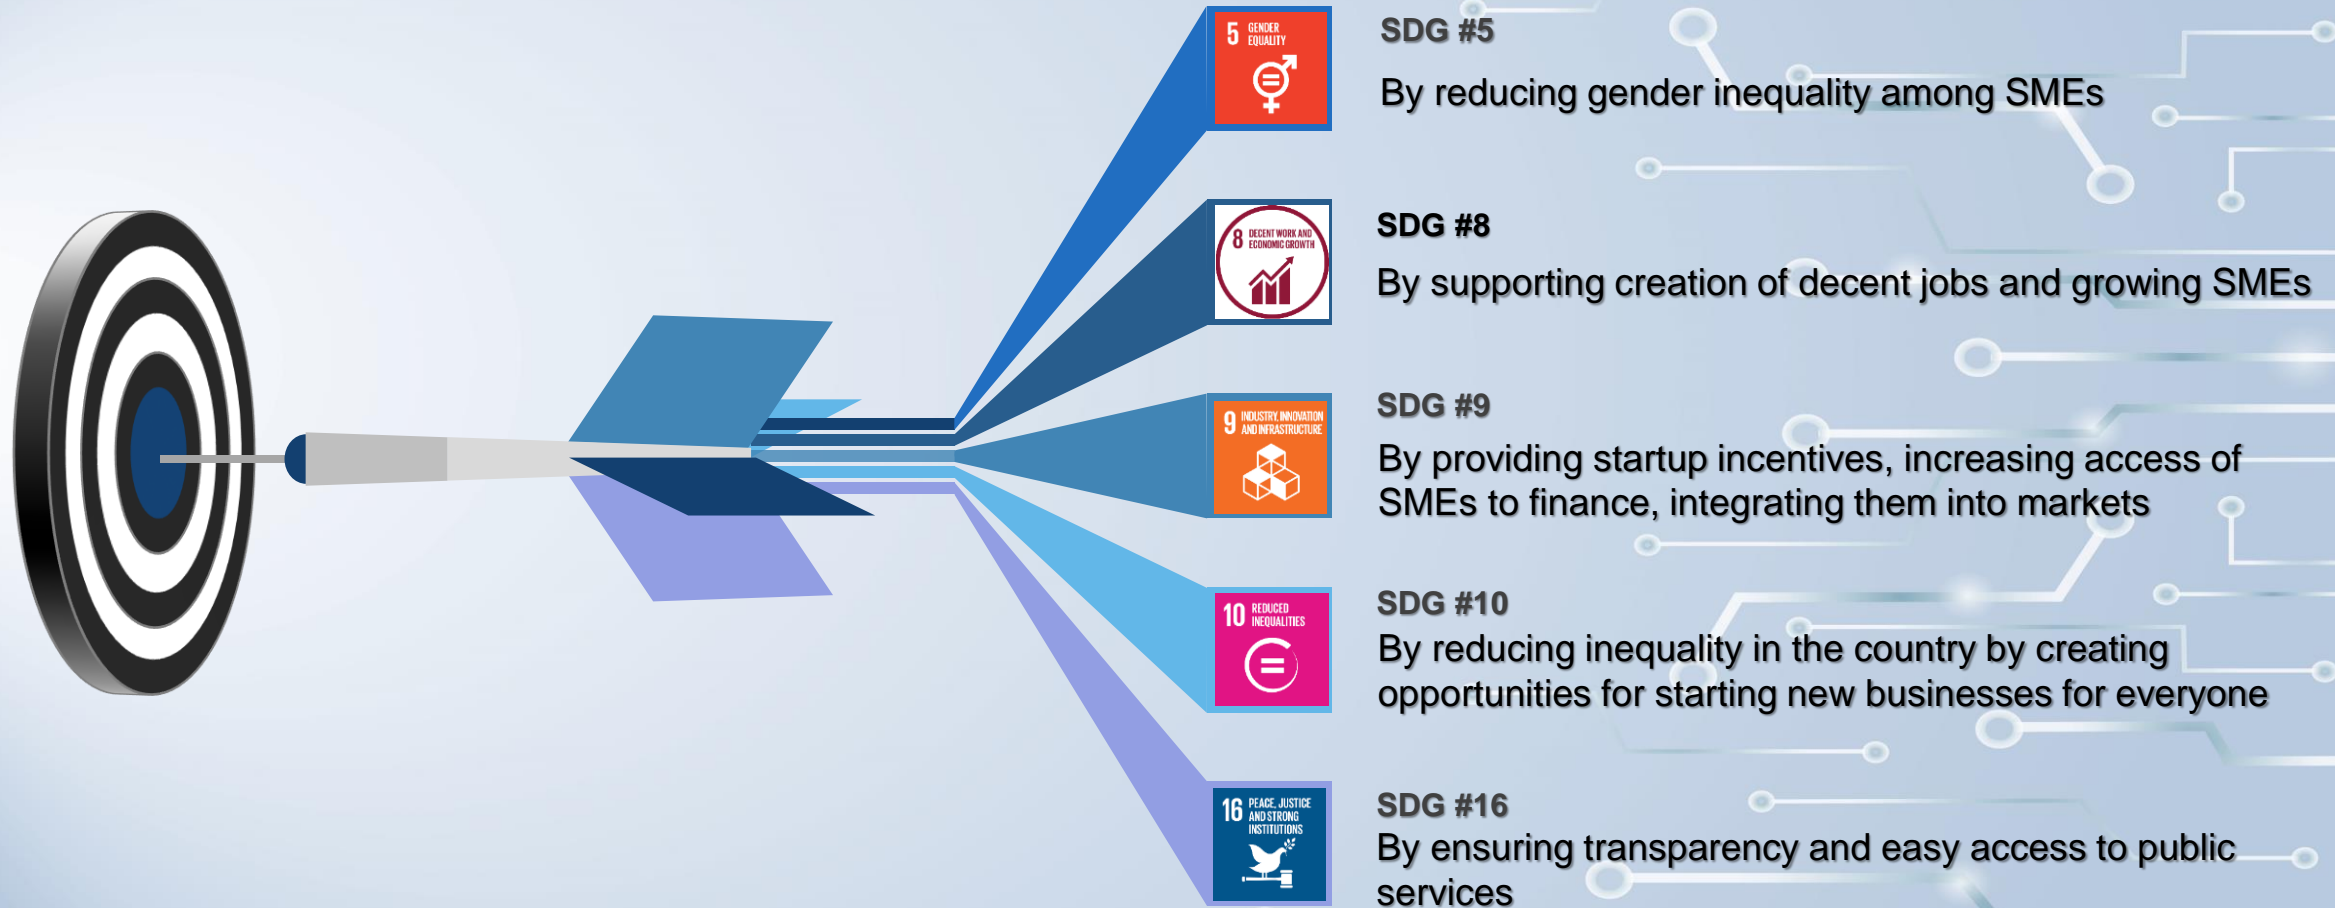 5 GENDER
EQUALITY
SDG #5
By reducing gender inequality among SMEs
8 DECENT WORK AND
ECONOMIC GROWTH
SDG #8
By supporting creation of decent jobs and growing SMEs
9 INDUSTRY, INNOVATION
AND INFRASTRUCTURE
SDG #9
By providing startup incentives, increasing access of
SMEs to finance, integrating them into markets
10 REDUCED
INEQUALITIES
SDG #10
By reducing inequality in the country by creating
opportunities for starting new businesses for everyone
16 PEACE, JUSTICE
AND STRONG
INSTITUTIONS
SDG #16
By ensuring transparency and easy access to public
services